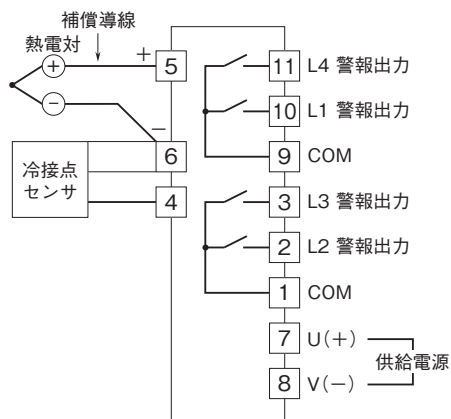 補償導線
熱電対
+
+
5
−
−
6
冷接点
センサ
4
11 L4 警報出力
10 L1 警報出力
9 COM
3 L3 警報出力
2 L2 警報出力
1 COM
7 U(+)
供給電源
8 V(−)